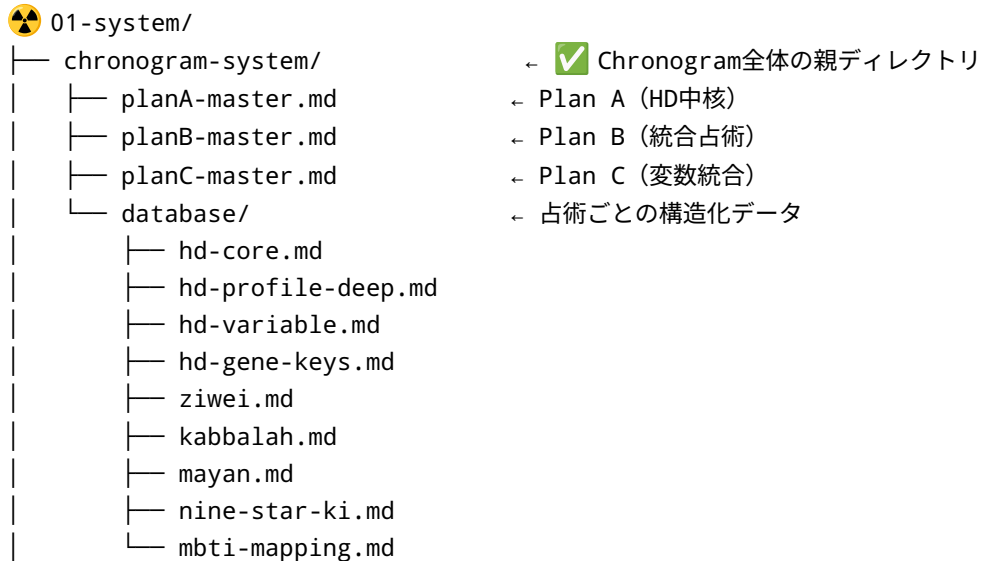 ☢️ 01-system/
├── chronogram-system/ ← ✅ Chronogram全体の親ディレクトリ
│   ├── planA-master.md ← Plan A（HD中核）
│   ├── planB-master.md ← Plan B（統合占術）
│   ├── planC-master.md ← Plan C（変数統合）
│   └── database/ ← 占術ごとの構造化データ
│       ├── hd-core.md
│       ├── hd-profile-deep.md
│       ├── hd-variable.md
│       ├── hd-gene-keys.md
│       ├── ziwei.md
│       ├── kabbalah.md
│       ├── mayan.md
│       ├── nine-star-ki.md
│       └── mbti-mapping.md